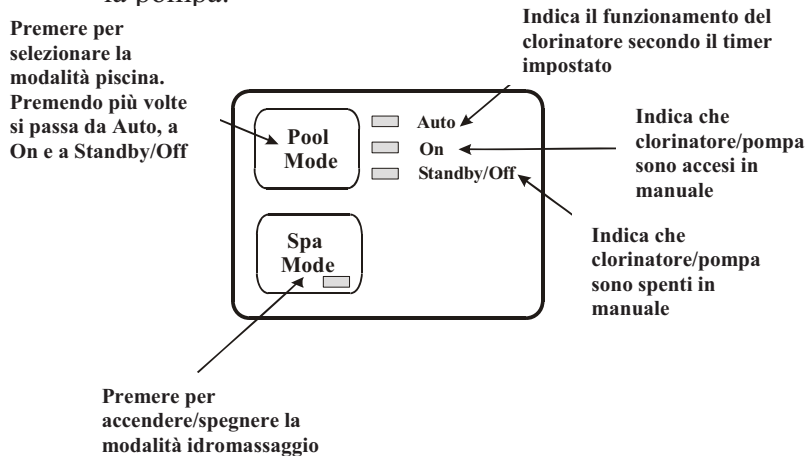 la pompa.
Premere per
selezionare la
modalità piscina.
Premendo più volte
si passa da Auto, a
On e a Standby/Off
Indica il funzionamento del
clorinatore secondo il timer
impostato
Pool
Mode
Auto
On
Standby/Off
Indica che
clorinatore/pompa
sono accesi in
manuale
Spa
Mode
Indica che
clorinatore/pompa
sono spenti in
manuale
Premere per
accendere/spegnere la
modalità idromassaggio